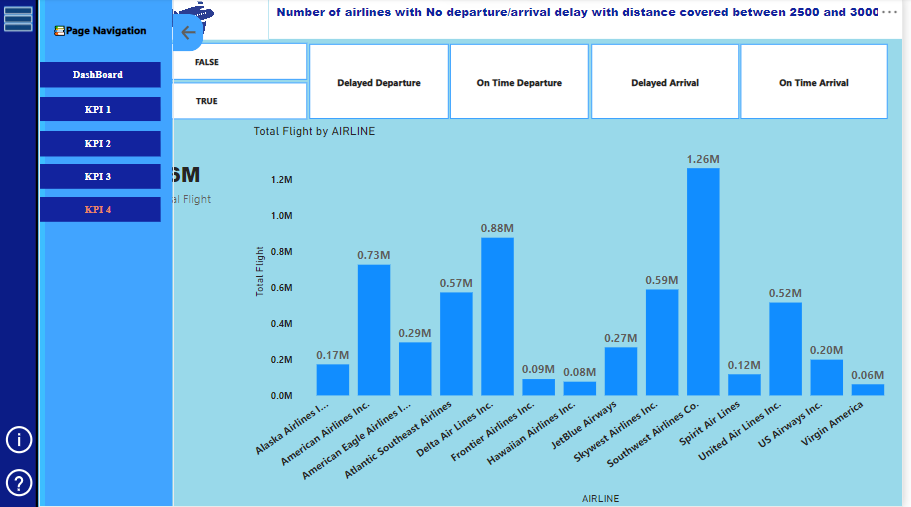 Number of airlines with No departure/arrival delay with distance covered between 2500 and 3000
Page Navigation
DashBoard
KPI 1
KPI 2
KPI 3
KPI 4
FALSE
TRUE
Delayed Departure
On Time Departure
Delayed Arrival
On Time Arrival
Total Flight by AIRLINE
M
al Flight
Total Flight
1.2M
1.0M
0.8M
0.6M
0.4M
0.2M
0.0M
0.17M
0.73M
0.29M
0.57M
0.88M
0.09M
0.08M
0.27M
0.59M
1.26M
0.12M
0.52M
0.20M
0.06M
Alaska Airlines I...
American Airlines Inc.
American Eagle Airlines I...
Atlantic Southeast Airlines
Delta Air Lines Inc.
Frontier Airlines Inc.
Hawaiian Airlines Inc.
JetBlue Airways
Skywest Airlines Inc.
Southwest Airlines Co.
Spirit Air Lines
United Air Lines Inc.
US Airways Inc.
Virgin America
AIRLINE